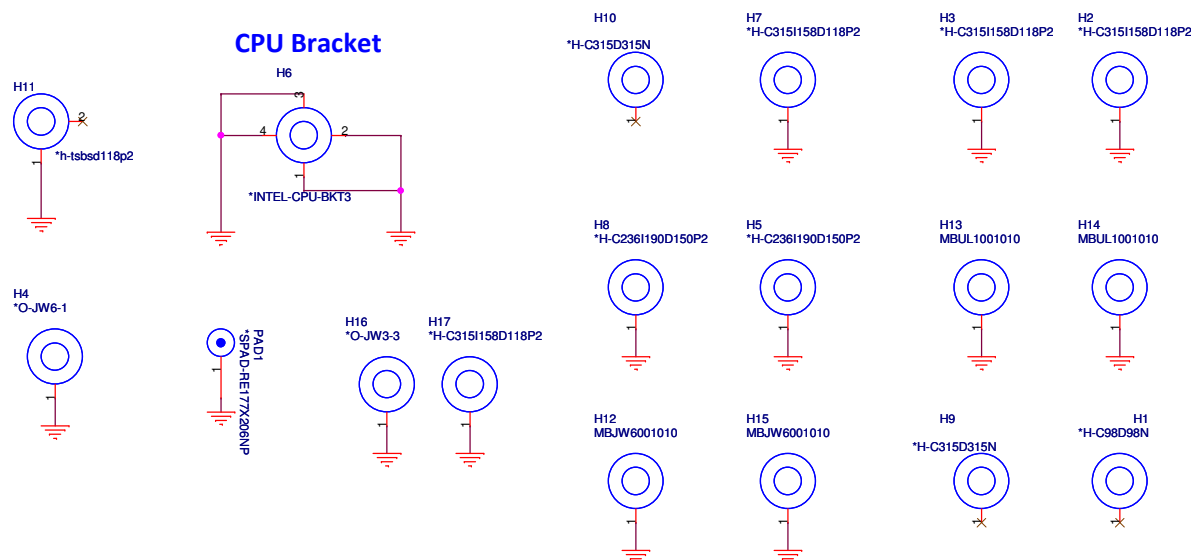 CPU Bracket
H6
3
4
2
1
*INTEL-CPU-BKT3
H11
2
*h-tsbsd118p2
1
H10
*H-C315D315N
1
H7
*H-C315I158D118P2
1
H3
*H-C315I158D118P2
1
H2
*H-C315I158D118P2
1
H8
*H-C236I190D150P2
1
H5
*H-C236I190D150P2
1
H13
MBUL1001010
1
H14
MBUL1001010
1
H4
*O-JW6-1
1
PAD1
*SPAD-RE177X206NP
1
H16
*O-JW3-3
1
H17
*H-C315I158D118P2
1
H12
MBJW6001010
1
H15
MBJW6001010
1
H9
*H-C315D315N
1
H1
*H-C98D98N
1